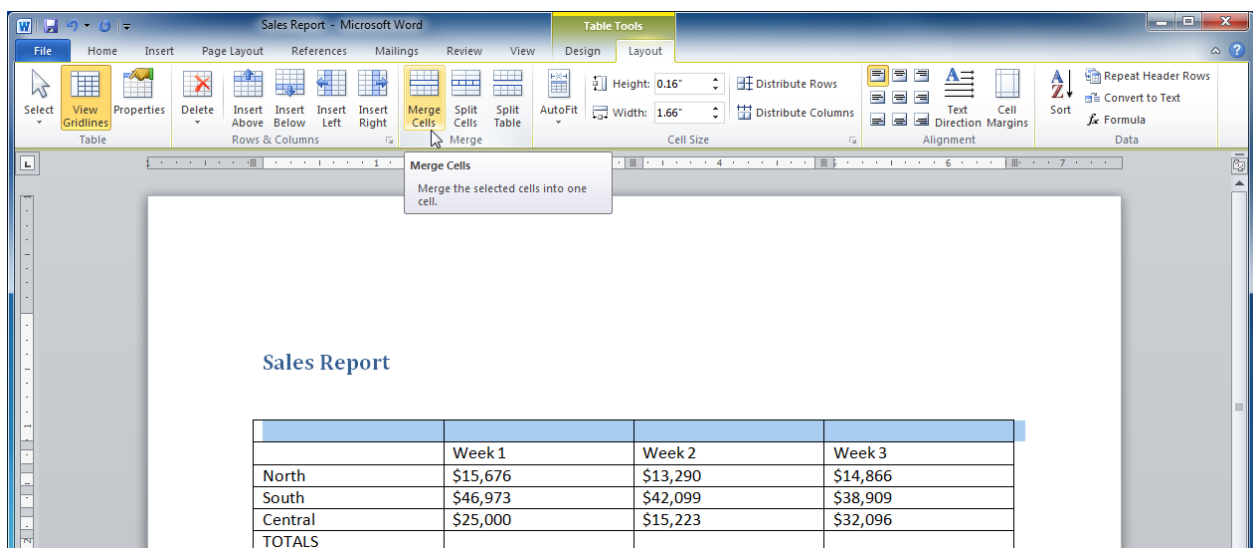 Sales Report - Microsoft Word
Table Tools
File Home Insert Page Layout References Mailings Review View Design Layout
Select
View Gridlines
Properties
Table
Delete
Insert Above
Insert Below
Insert Left
Insert Right
Rows & Columns
Merge Cells
Split Cells
Split Table
Merge
AutoFit
Height: 0.16"
Width: 1.66"
Distribute Rows
Distribute Columns
Cell Size
Text Direction
Cell Margins
Alignment
Sort
Repeat Header Rows
Convert to Text
fx Formula
Data
1 4 6 7
Merge Cells
Merge the selected cells into one
cell.
Sales Report
Week 1 Week 2 Week 3
North $15,676 $13,290 $14,866
South $46,973 $42,099 $38,909
Central $25,000 $15,223 $32,096
TOTALS